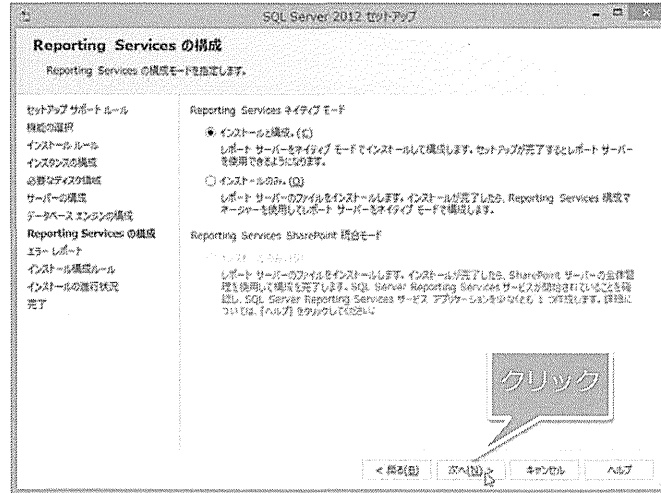 SQL Server 2012 セットアップ
Reporting Services の構成
Reporting Services の構成モードを指定します。
セットアップ サポート ルール
機能の選択
インストール ルール
インスタンスの構成
必要なディスク領域
サーバーの構成
データベース エンジンの構成
Reporting Services の構成
エラー レポート
インストール構成ルール
インストールの進行状況
完了
Reporting Services ネイティブ モード
インストールと構成。(C)
レポート サーバーをネイティブ モードでインストールして構成します。セットアップが完了するとレポート サーバー
を使用できるようになります。
インストールのみ。(O)
レポート サーバーのファイルをインストールします。インストールが完了したら、Reporting Services 構成マ
ネージャーを使用してレポート サーバーをネイティブ モードで構成します。
Reporting Services SharePoint 統合モード
レポート サーバーのファイルをインストールします。インストールが完了したら、SharePoint サーバーの全体管
理を使用して構成を完了します。SQL Server Reporting Services サービスが開始されていることを確
認し、SQL Server Reporting Services サービス アプリケーションを少なくとも 1 つ作成します。詳細に
ついては、[ヘルプ] をクリックしてください。
クリック
< 戻る(B)
次へ(N) >
キャンセル
ヘルプ